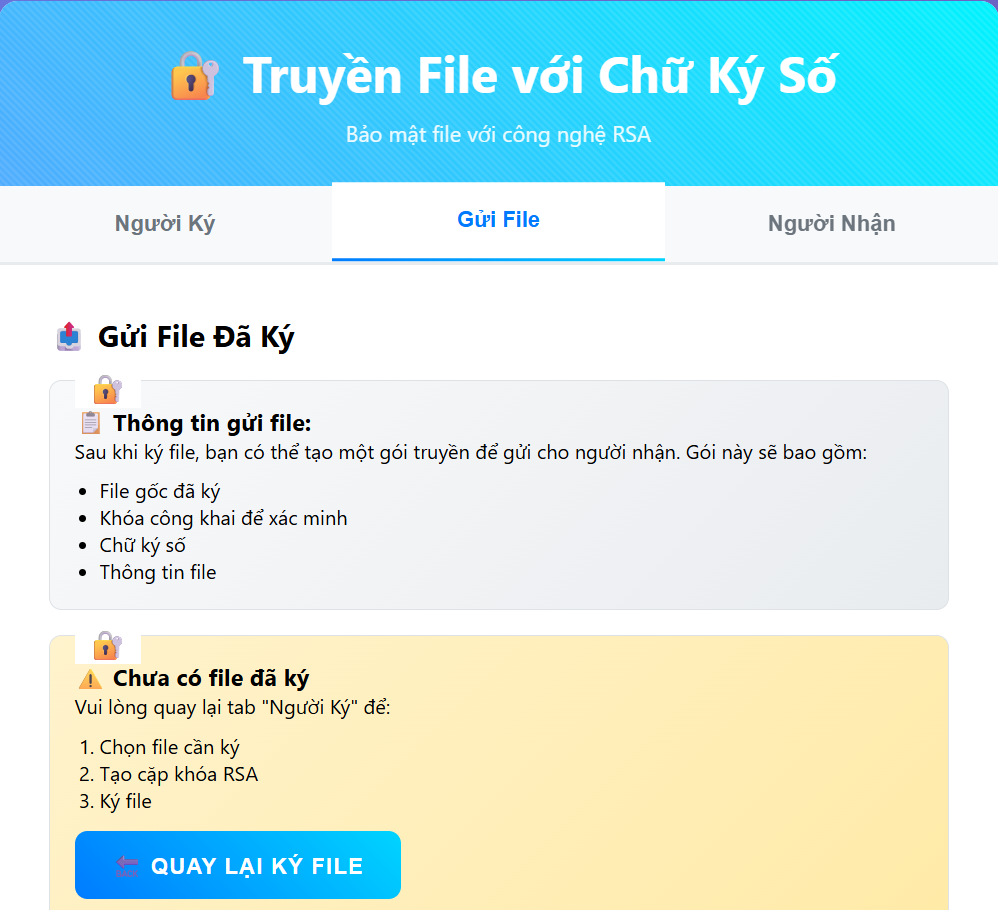 Truyền File với Chữ Ký Số
Bảo mật file với công nghệ RSA
Người Ký
Gửi File
Người Nhận
Gửi File Đã Ký
Thông tin gửi file:
Sau khi ký file, bạn có thể tạo một gói truyền để gửi cho người nhận. Gói này sẽ bao gồm:
• File gốc đã ký
• Khóa công khai để xác minh
• Chữ ký số
• Thông tin file
Chưa có file đã ký
Vui lòng quay lại tab "Người Ký" để:
1. Chọn file cần ký
2. Tạo cặp khóa RSA
3. Ký file
QUAY LẠI KÝ FILE